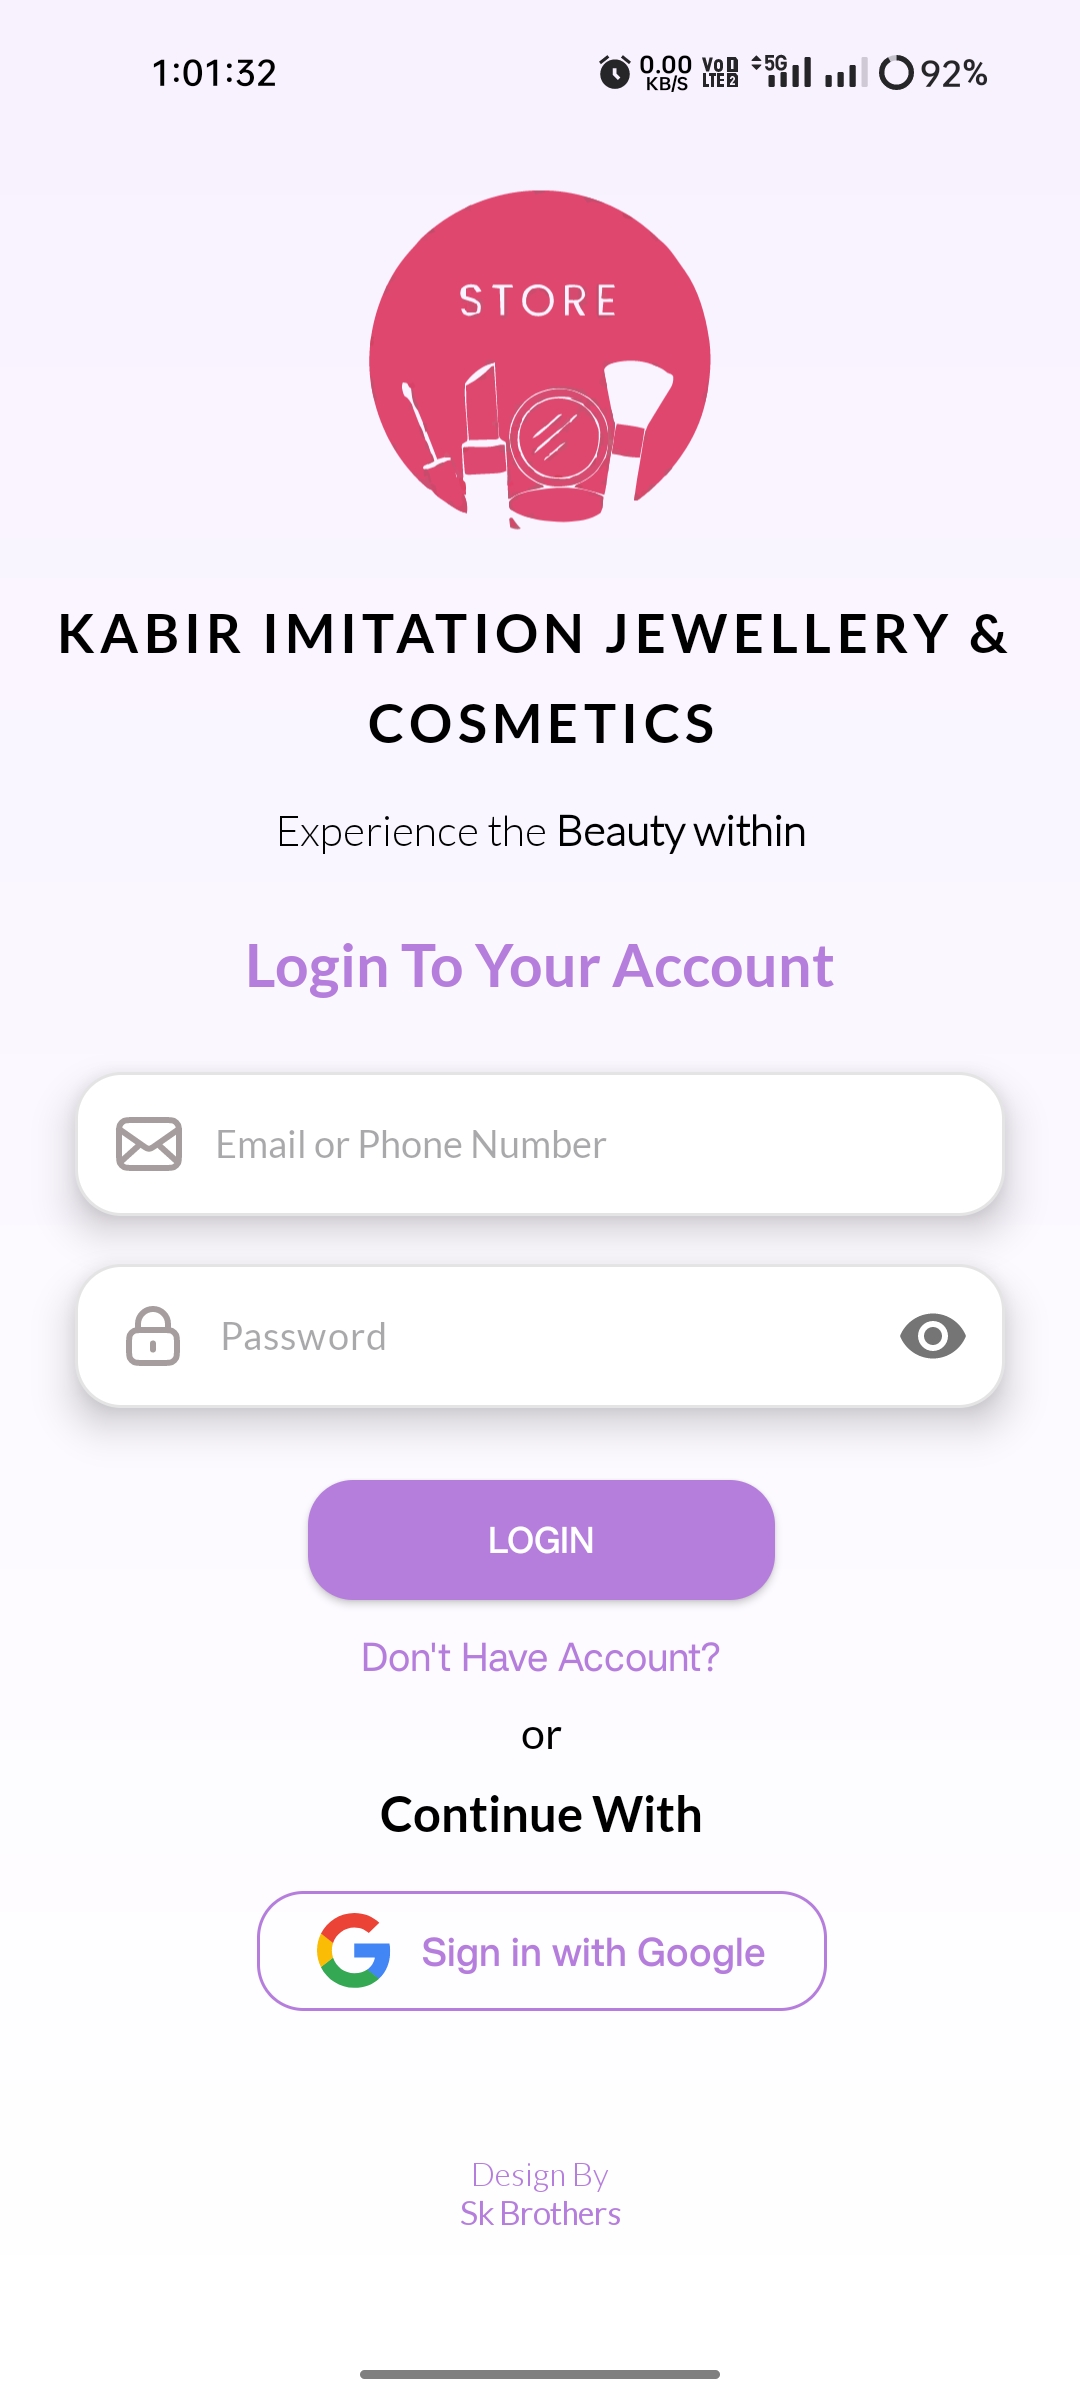 1:01:32 0.00 KB/S VoD LTE 2 5G 92%
STORE
KABIR IMITATION JEWELLERY &
COSMETICS
Experience the Beauty within
Login To Your Account
Email or Phone Number
Password
LOGIN
Don't Have Account?
or
Continue With
Sign in with Google
Design By
Sk Brothers